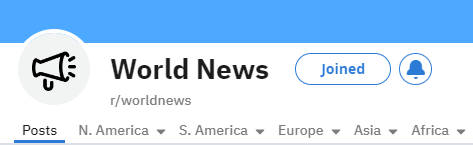 World News
Joined
r/worldnews
Posts N. America S. America Europe Asia Africa